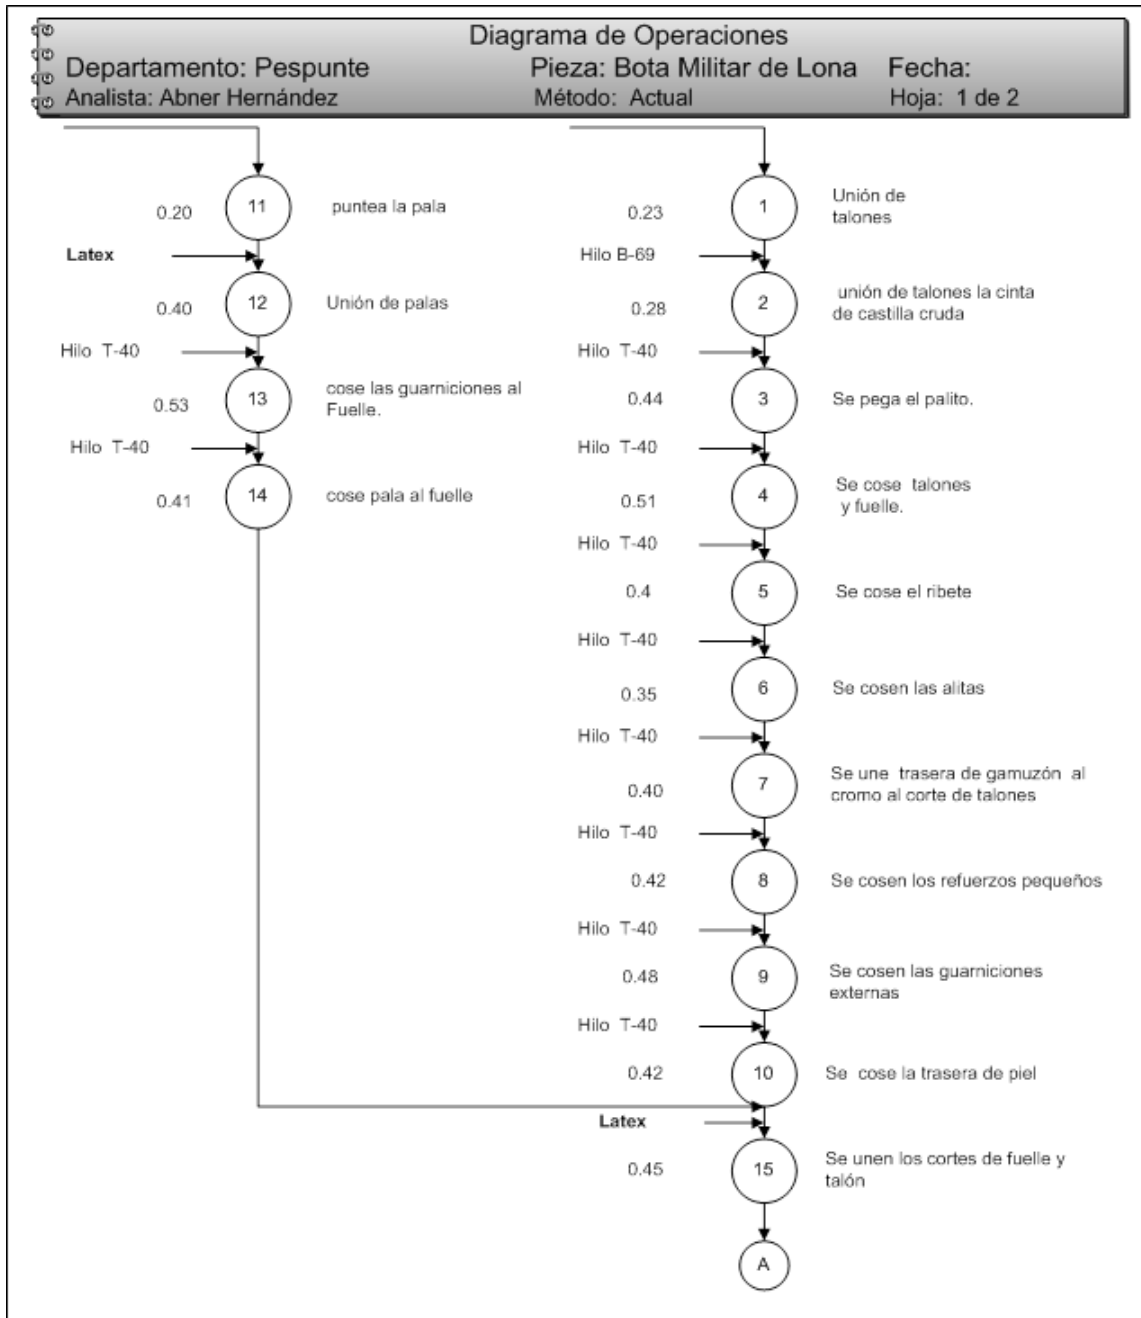 Diagrama de Operaciones
Departamento: Pespunte Pieza: Bota Militar de Lona Fecha:
Analista: Abner Hernández Método: Actual Hoja: 1 de 2
0.20 11 puntea la pala
Latex
0.40 12 Unión de palas
Hilo T-40
0.53 13 cose las guarniciones al
Fuelle.
Hilo T-40
0.41 14 cose pala al fuelle
0.23 1 Unión de
talones
Hilo B-69
0.28 2 unión de talones la cinta
de castilla cruda
Hilo T-40
0.44 3 Se pega el palito.
Hilo T-40
0.51 4 Se cose talones
y fuelle.
Hilo T-40
0.4 5 Se cose el ribete
Hilo T-40
0.35 6 Se cosen las alitas
Hilo T-40
0.40 7 Se une trasera de gamuzón al
cromo al corte de talones
Hilo T-40
0.42 8 Se cosen los refuerzos pequeños
Hilo T-40
0.48 9 Se cosen las guarniciones
externas
Hilo T-40
0.42 10 Se cose la trasera de piel
Latex
0.45 15 Se unen los cortes de fuelle y
talón
A